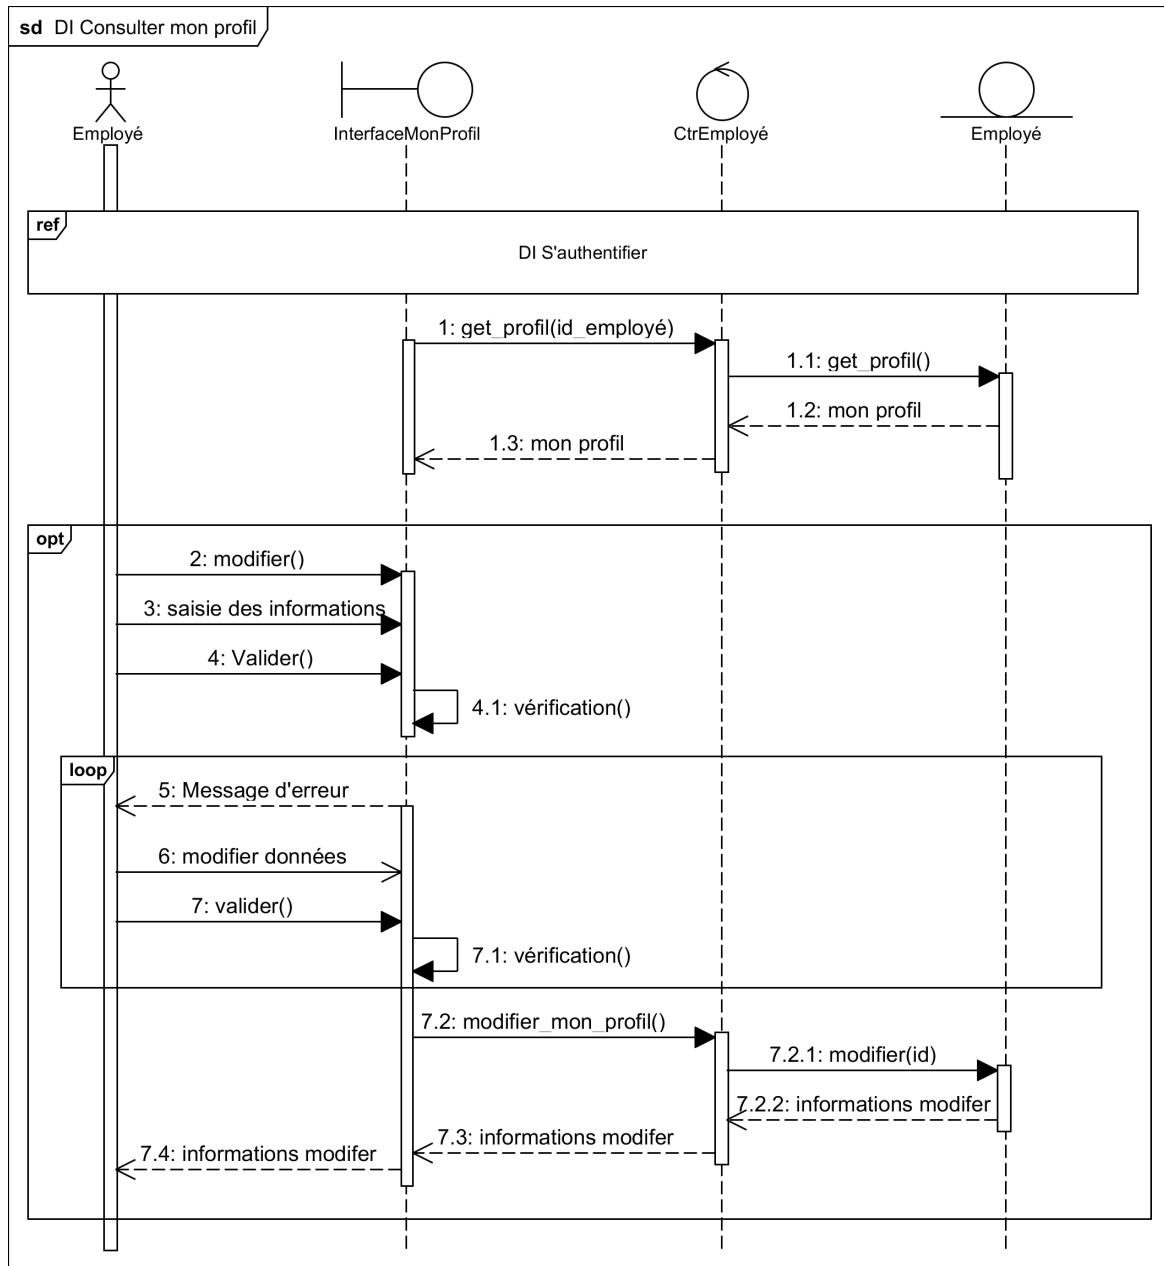 sd DI Consulter mon profil
Employé
InterfaceMonProfil
CtrEmployé
Employé
ref
DI S'authentifier
1: get_profil(id_employé)
1.1: get_profil()
1.2: mon profil
1.3: mon profil
opt
2: modifier()
3: saisie des informations
4: Valider()
4.1: vérification()
loop
5: Message d'erreur
6: modifier données
7: valider()
7.1: vérification()
7.2: modifier_mon_profil()
7.2.1: modifier(id)
7.2.2: informations modifer
7.3: informations modifer
7.4: informations modifer